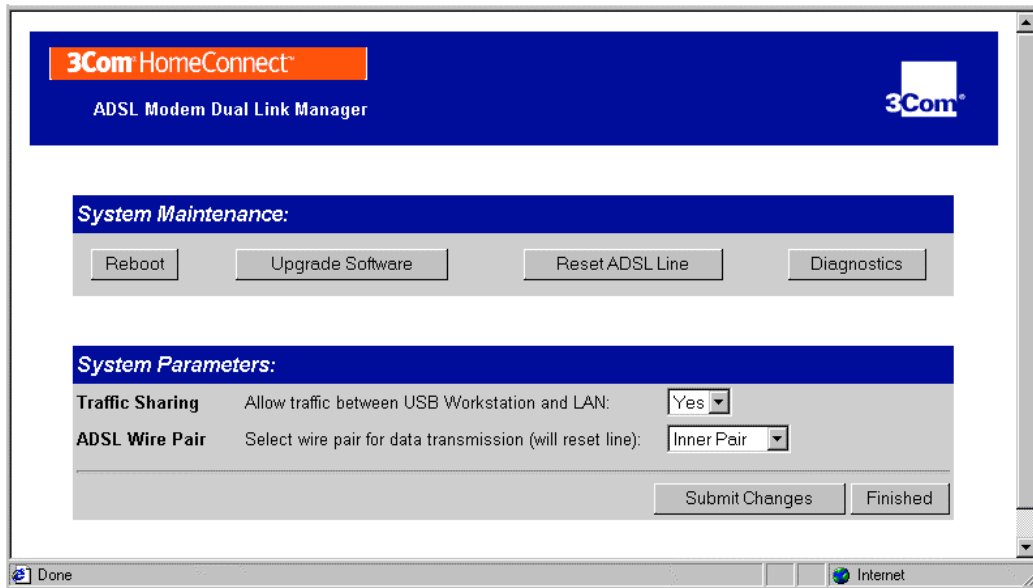 3Com HomeConnect™
ADSL Modem Dual Link Manager
3Com®
System Maintenance:
Reboot Upgrade Software Reset ADSL Line Diagnostics
System Parameters:
Traffic Sharing Allow traffic between USB Workstation and LAN: Yes
ADSL Wire Pair Select wire pair for data transmission (will reset line): Inner Pair
Submit Changes Finished
Done Internet